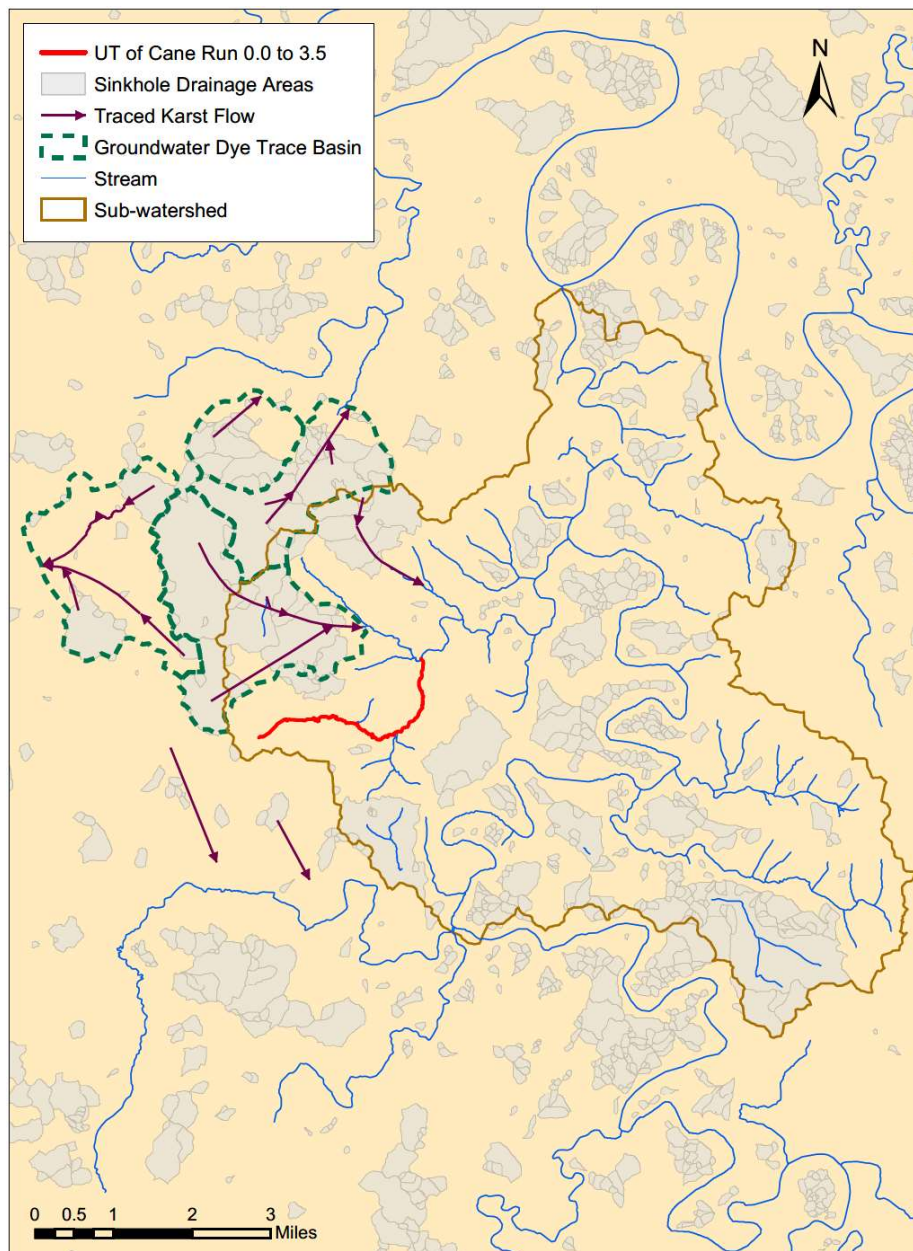 UT of Cane Run 0.0 to 3.5
Sinkhole Drainage Areas
Traced Karst Flow
Groundwater Dye Trace Basin
Stream
Sub-watershed
N
0 0.5 1 2 3
Miles